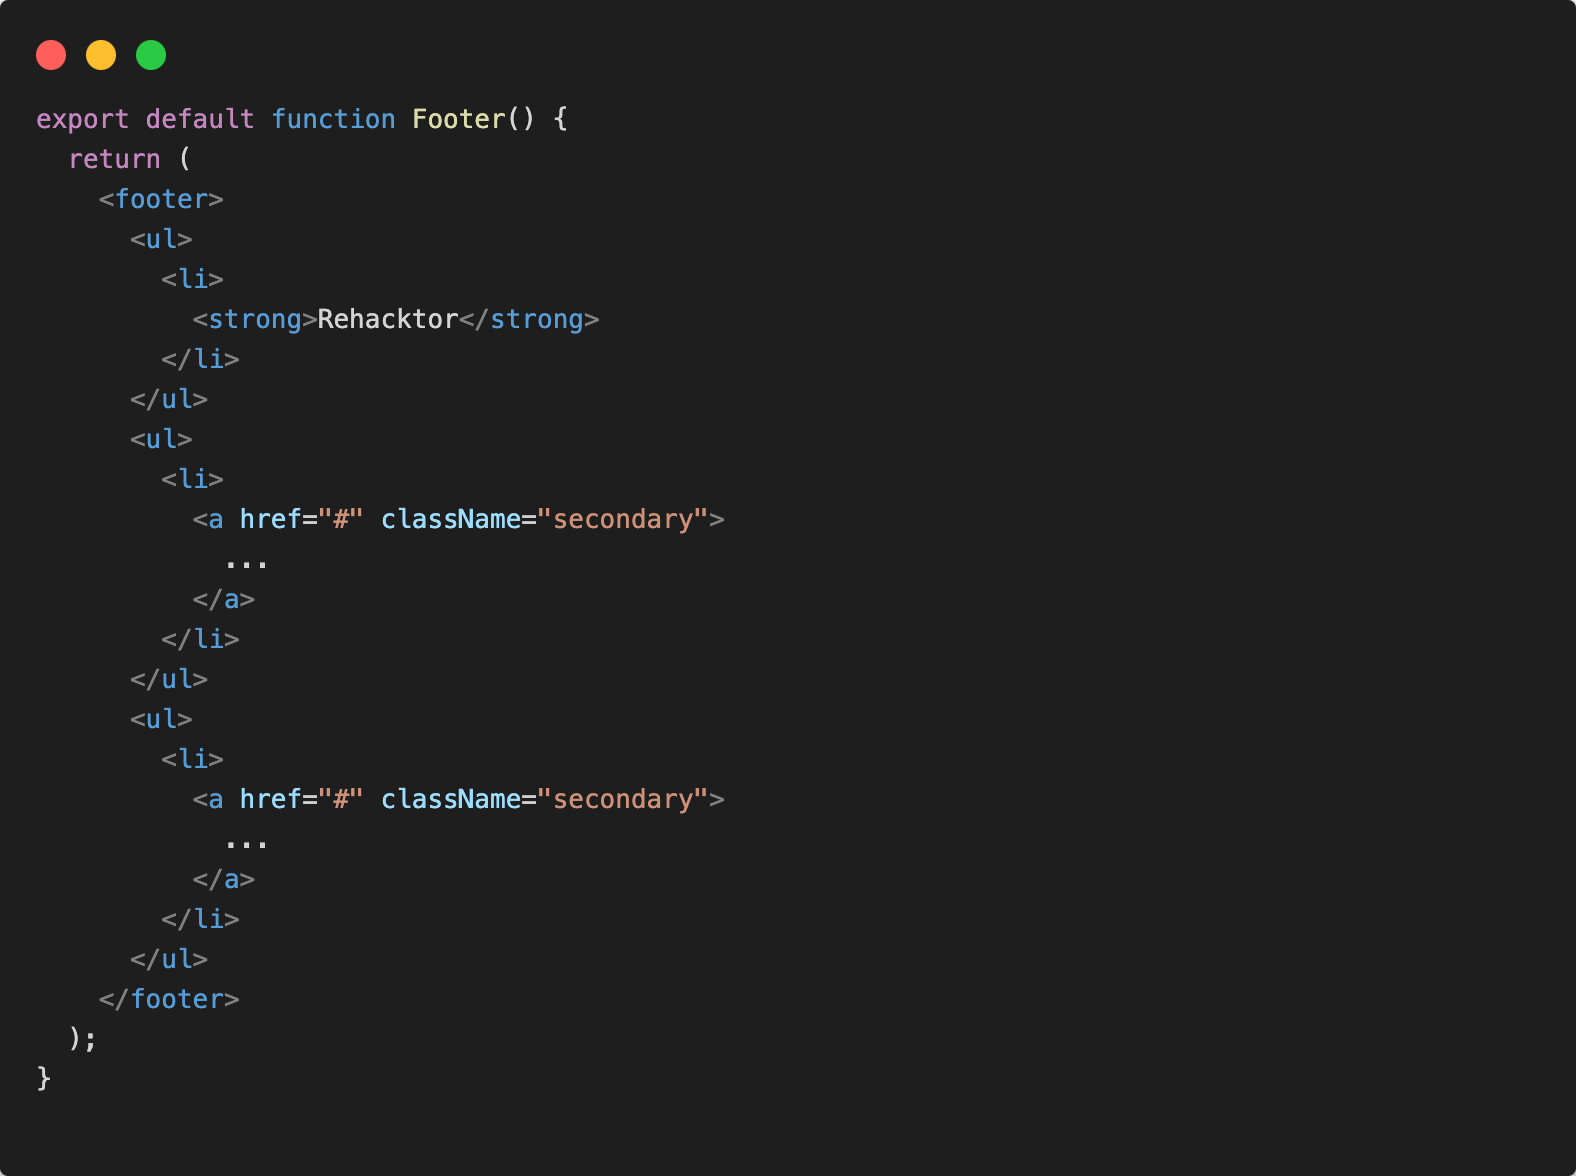 export default function Footer() {
  return (
    <footer>
      <ul>
        <li>
          <strong>Rehacktor</strong>
        </li>
      </ul>
      <ul>
        <li>
          <a href="#" className="secondary">
            ...
          </a>
        </li>
      </ul>
      <ul>
        <li>
          <a href="#" className="secondary">
            ...
          </a>
        </li>
      </ul>
    </footer>
  );
}